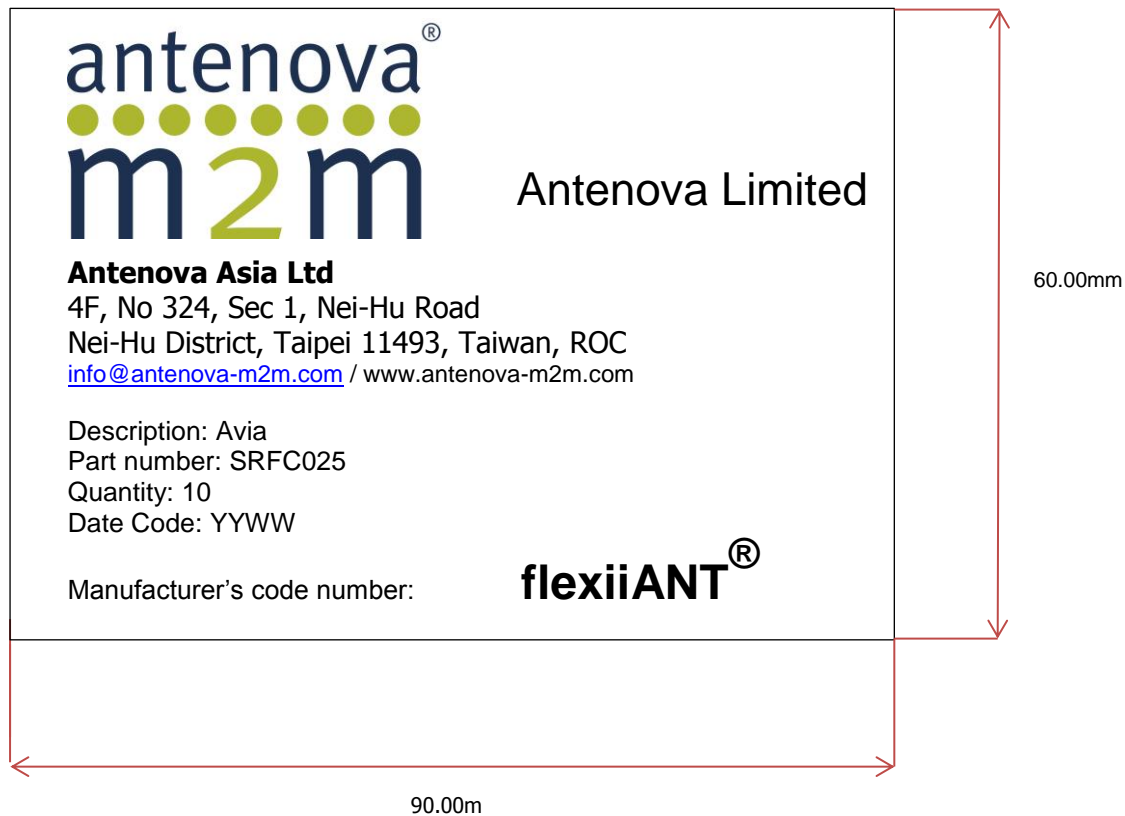 antenova®
m2m
Antenova Limited
Antenova Asia Ltd
4F, No 324, Sec 1, Nei-Hu Road
Nei-Hu District, Taipei 11493, Taiwan, ROC
info@antenova-m2m.com / www.antenova-m2m.com
Description: Avia
Part number: SRFC025
Quantity: 10
Date Code: YYWW
Manufacturer’s code number:
flexiiANT®
60.00mm
90.00m